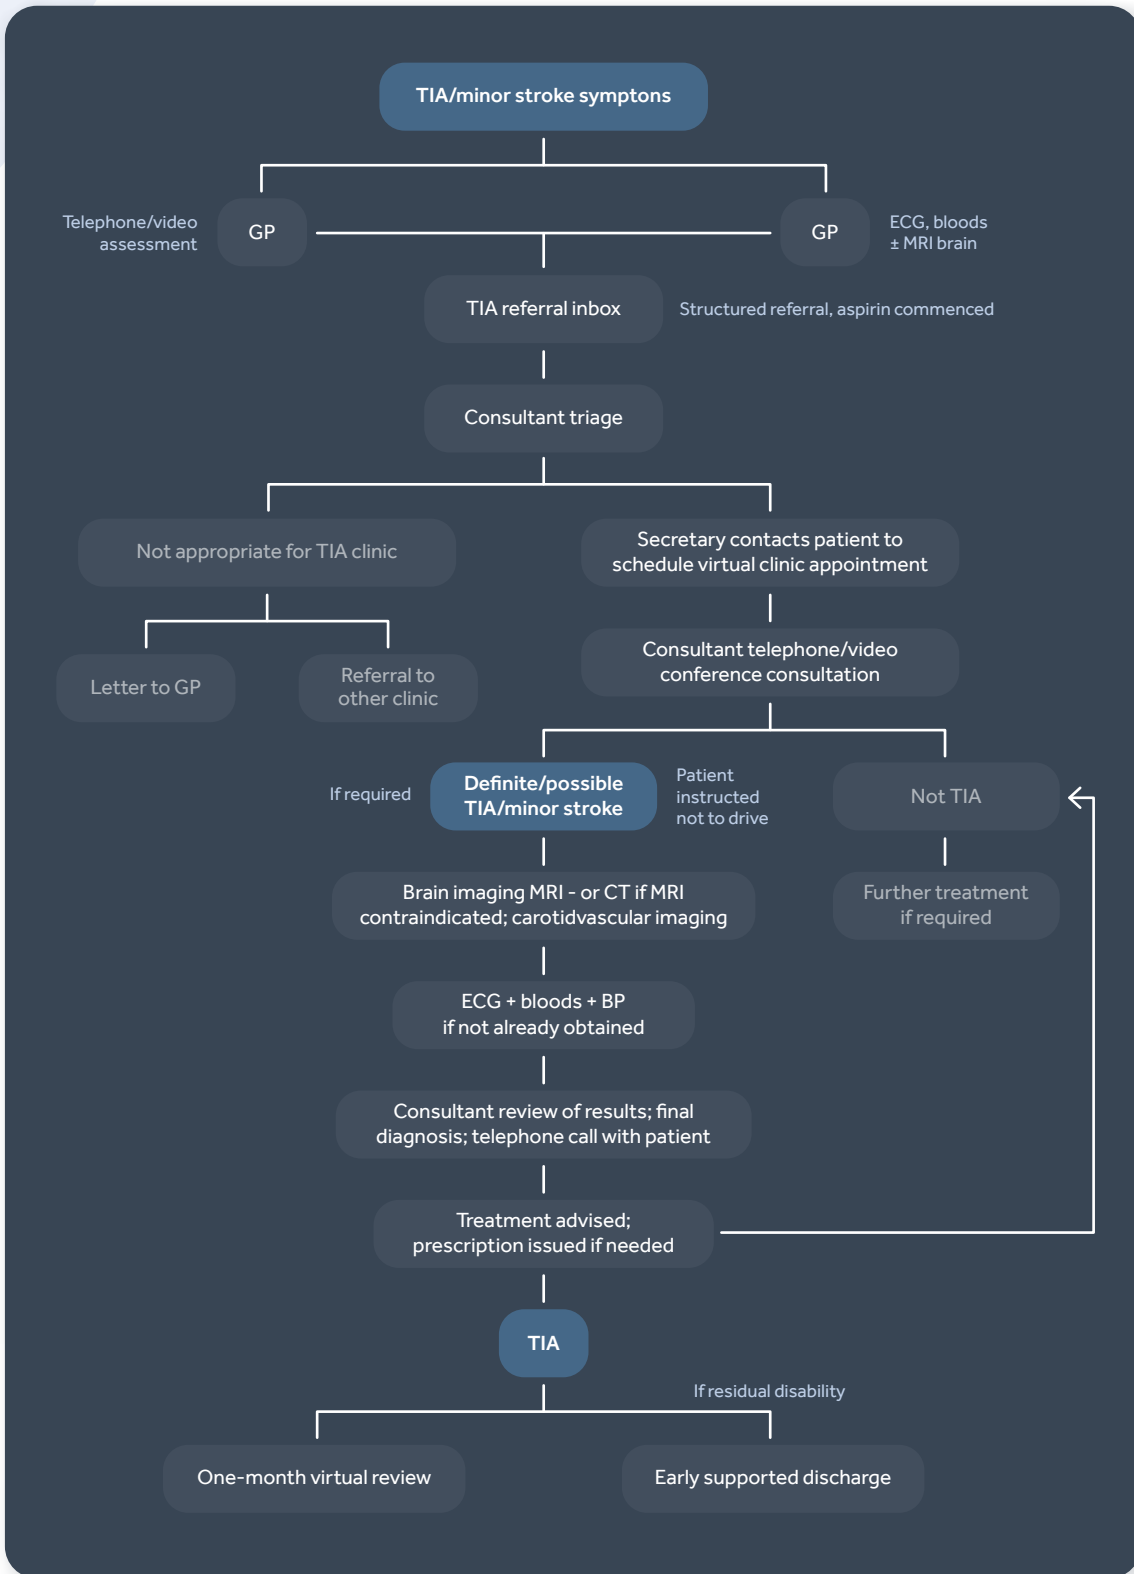 TIA/minor stroke symptons
Telephone/video
assessment
GP
GP
ECG, bloods
± MRI brain
TIA referral inbox
Structured referral, aspirin commenced
Consultant triage
Not appropriate for TIA clinic
Secretary contacts patient to
schedule virtual clinic appointment
Letter to GP
Referral to
other clinic
Consultant telephone/video
conference consultation
If required
Definite/possible
TIA/minor stroke
Patient
instructed
not to drive
Not TIA
Brain imaging MRI - or CT if MRI
contraindicated; carotidvascular imaging
Further treatment
if required
ECG + bloods + BP
if not already obtained
Consultant review of results; final
diagnosis; telephone call with patient
Treatment advised;
prescription issued if needed
TIA
If residual disability
One-month virtual review
Early supported discharge